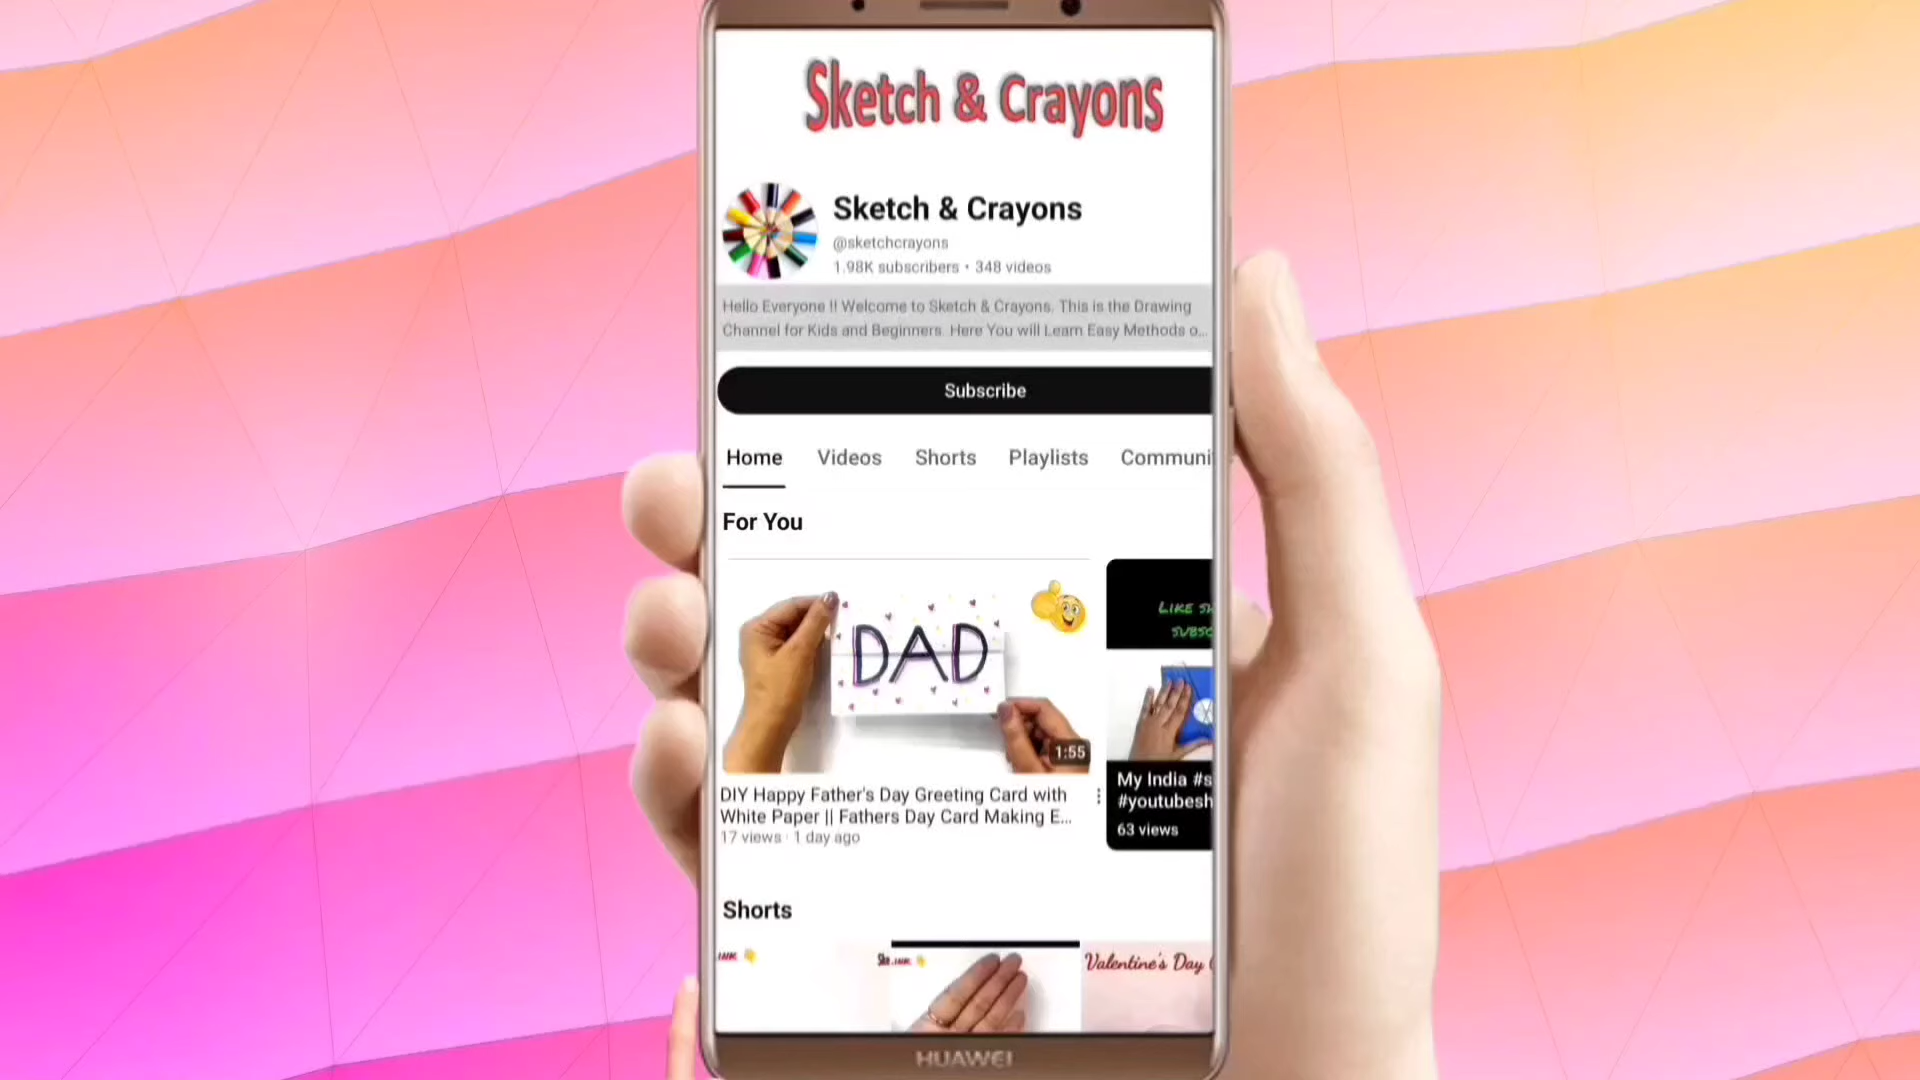 Sketch & Crayons
Sketch & Crayons
@sketchcrayons
1.98K subscribers • 348 videos
Hello Everyone !! Welcome to Sketch & Crayons. This is the Drawing
Channel for Kids and Beginners. Here You will Learn Easy Methods o...
Subscribe
Home Videos Shorts Playlists Communi
For You
DAD
1:55
LIKE SH
SUBSC
DIY Happy Father's Day Greeting Card with
White Paper || Fathers Day Card Making E...
17 views · 1 day ago
My India #s
#youtubesh
63 views
Shorts
Valentine's Day
HUAWEI